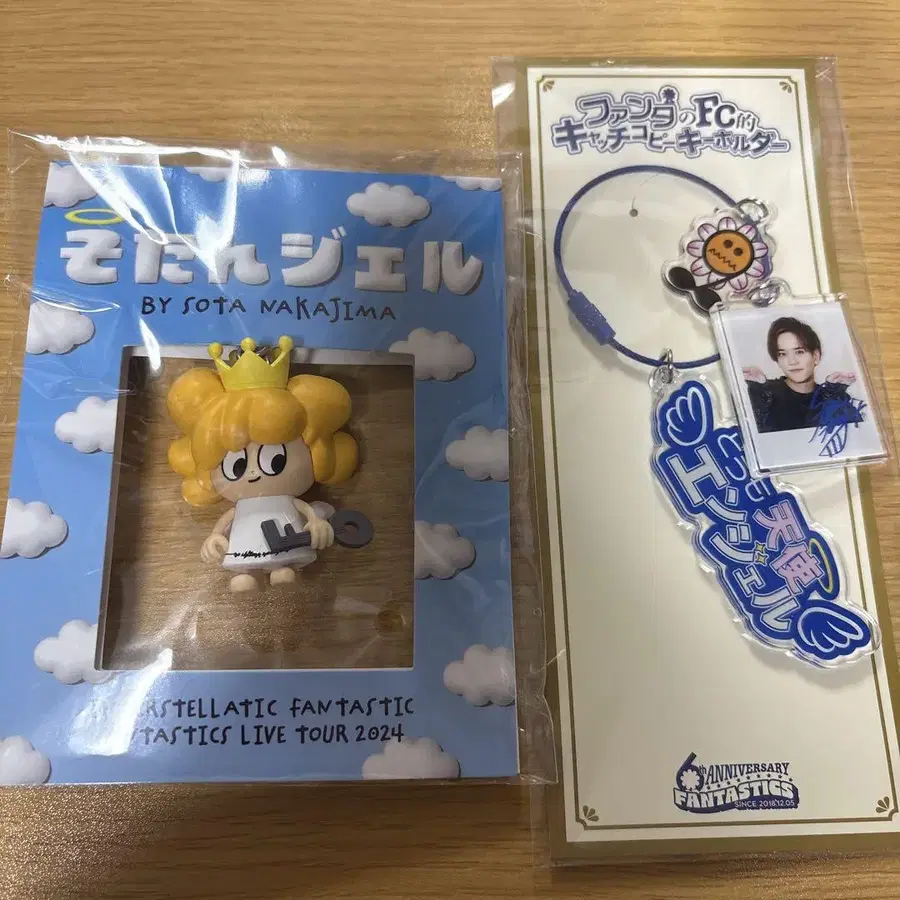 そたんジェル
BY SOTA NAKAJIMA
FANTASTIC
LIVE TOUR 2024
ファンタのFC的
キャッチコピーキーホルダー
天使
エンジェル
6th ANNIVERSARY
FANTASTICS
SINCE 2018.12.05